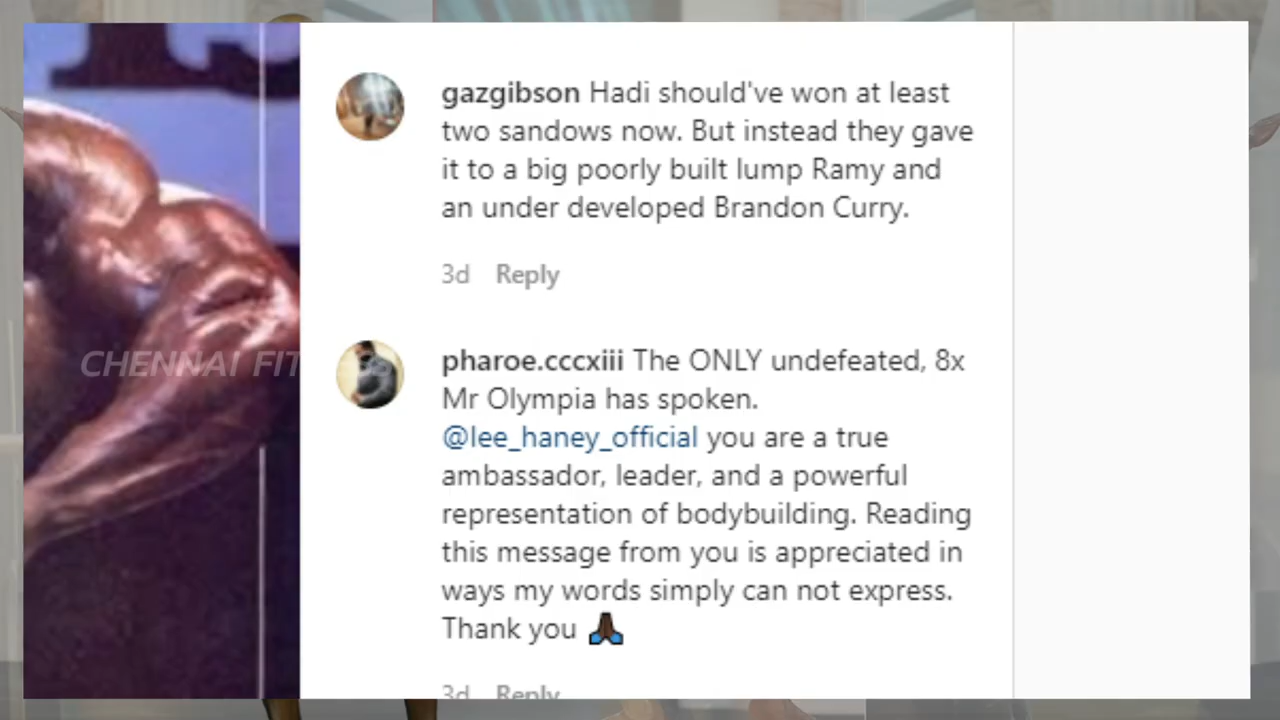 gazgibson Hadi should've won at least
two sandows now. But instead they gave
it to a big poorly built lump Ramy and
an under developed Brandon Curry.
3d Reply
CHENNAI FIT
pharoe.cccxiii The ONLY undefeated, 8x
Mr Olympia has spoken.
@lee_haney_official you are a true
ambassador, leader, and a powerful
representation of bodybuilding. Reading
this message from you is appreciated in
ways my words simply can not express.
Thank you 🙏🏿
3d Reply